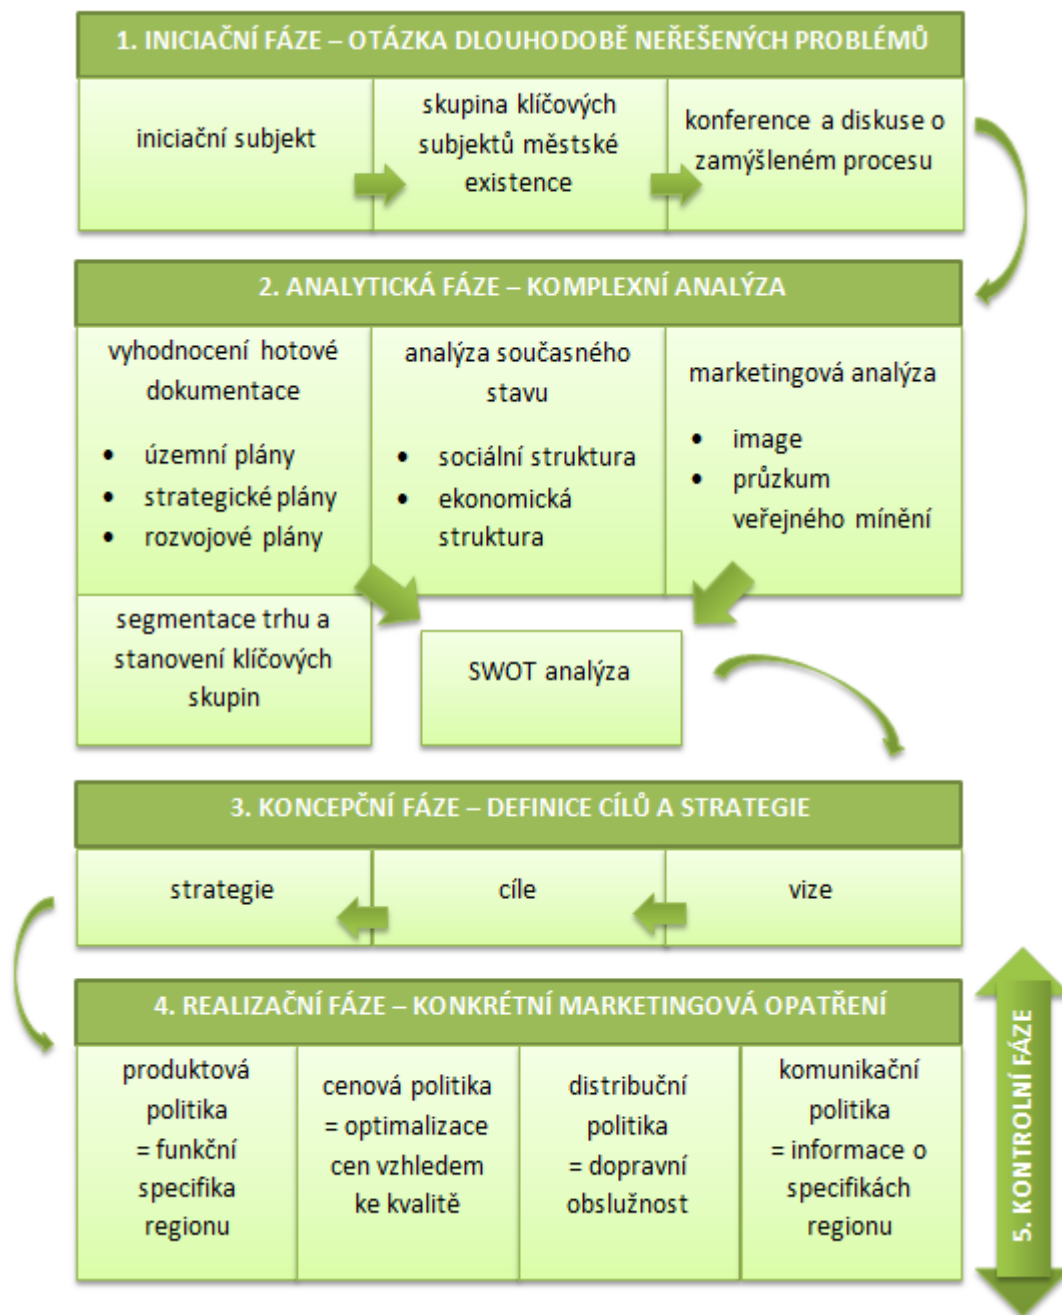 1. INICIAČNÍ FÁZE – OTÁZKA DLOUHODOBĚ NEŘEŠENÝCH PROBLÉMŮ
iniciační subjekt
skupina klíčových
subjektů městské
existence
konference a diskuse o
zamýšleném procesu
2. ANALYTICKÁ FÁZE – KOMPLEXNÍ ANALÝZA
vyhodnocení hotové
dokumentace
• územní plány
• strategické plány
• rozvojové plány
analýza současného
stavu
• sociální struktura
• ekonomická
struktura
marketingová analýza
• image
• průzkum
veřejného mínění
segmentace trhu a
stanovení klíčových
skupin
SWOT analýza
3. KONCEPČNÍ FÁZE – DEFINICE CÍLŮ A STRATEGIE
strategie
cíle
vize
4. REALIZAČNÍ FÁZE – KONKRÉTNÍ MARKETINGOVÁ OPATŘENÍ
produktová
politika
= funkční
specifika
regionu
cenová politika
= optimalizace
cen vzhledem
ke kvalitě
distribuční
politika
= dopravní
obslužnost
komunikační
politika
= informace o
specifikách
regionu
5. KONTROLNÍ FÁZE